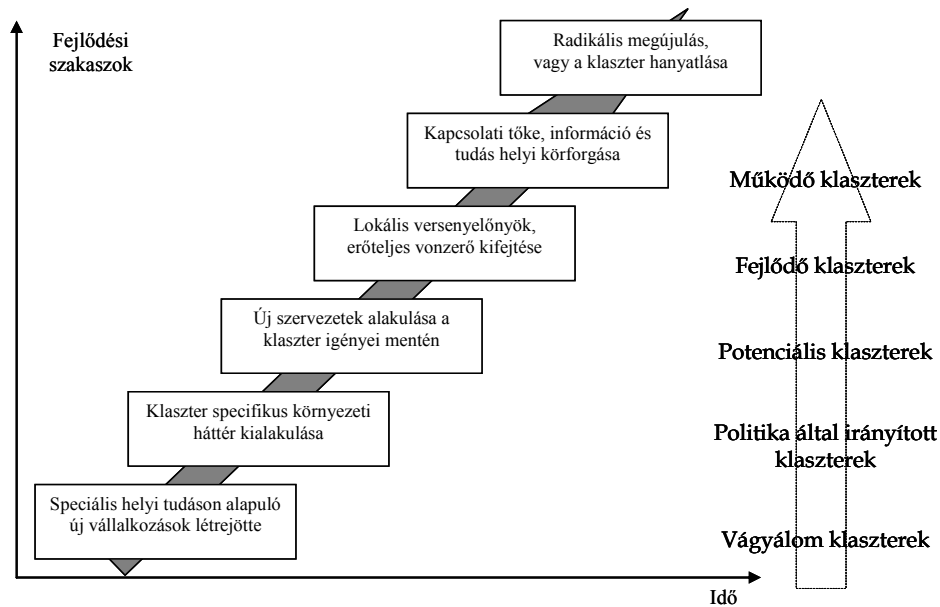 Fejlődési
szakaszok
Radikális megújulás,
vagy a klaszter hanyatlása
Kapcsolati tőke, információ és
tudás helyi körforgása
Lokális versenyelőnyök,
erőteljes vonzerő kifejtése
Új szervezetek alakulása a
klaszter igényei mentén
Klaszter specifikus környezeti
háttér kialakulása
Speciális helyi tudáson alapuló
új vállalkozások létrejötte
Idő
Működő klaszterek
Fejlődő klaszterek
Potenciális klaszterek
Politika által irányított
klaszterek
Vágyálom klaszterek